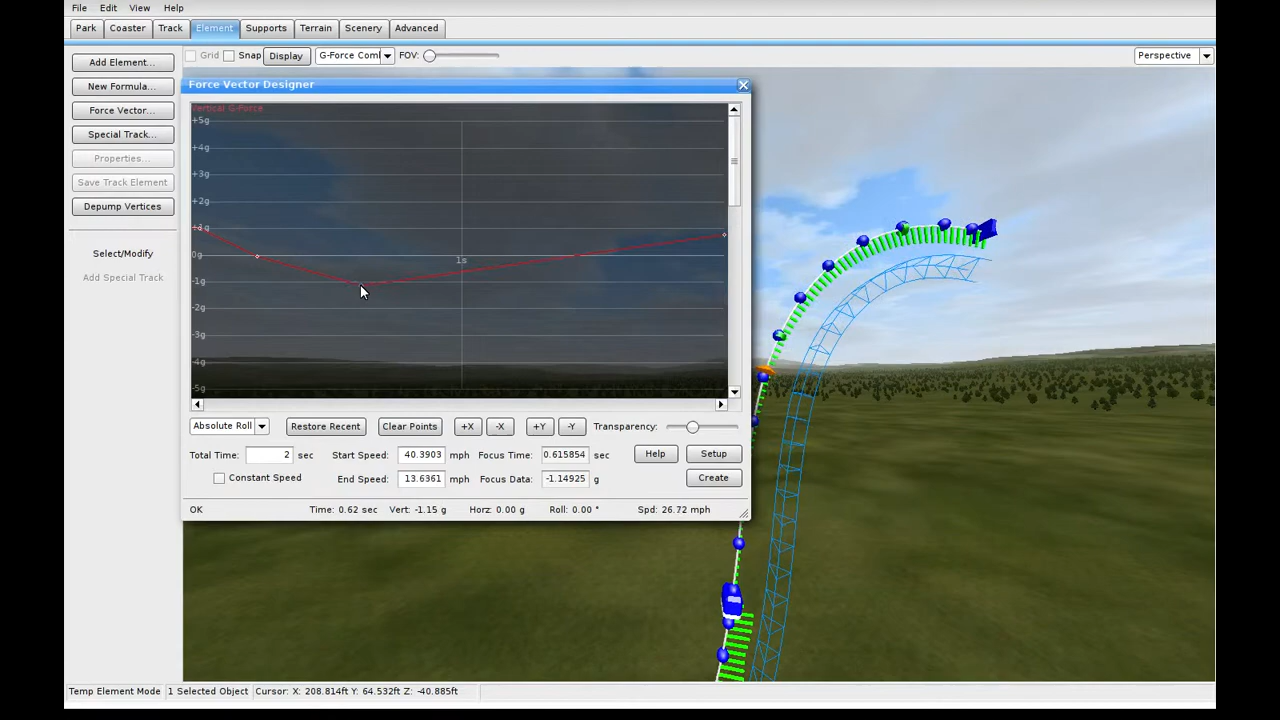 File Edit View Help
Park Coaster Track Element Supports Terrain Scenery Advanced
Add Element... Grid Snap Display G-Force Coml FOV: Perspective
Force Vector Designer
New Formula...
Vertical G-Force
Force Vector...
+5g
Special Track...
+4g
Properties...
+3g
Save Track Element
+2g
Depump Vertices
+1g
Select/Modify
0g 1s
Add Special Track
-1g
-2g
-3g
-4g
-5g
Absolute Roll Restore Recent Clear Points +X -X +Y -Y Transparency:
Total Time: 2 sec Start Speed: 40.3903 mph Focus Time: 0.615854 sec Help Setup
Constant Speed End Speed: 13.6361 mph Focus Data: -1.14925 g Create
OK Time: 0.62 sec Vert: -1.15 g Horz: 0.00 g Roll: 0.00 ° Spd: 26.72 mph
Temp Element Mode 1 Selected Object Cursor: X: 208.814ft Y: 64.532ft Z: -40.885ft